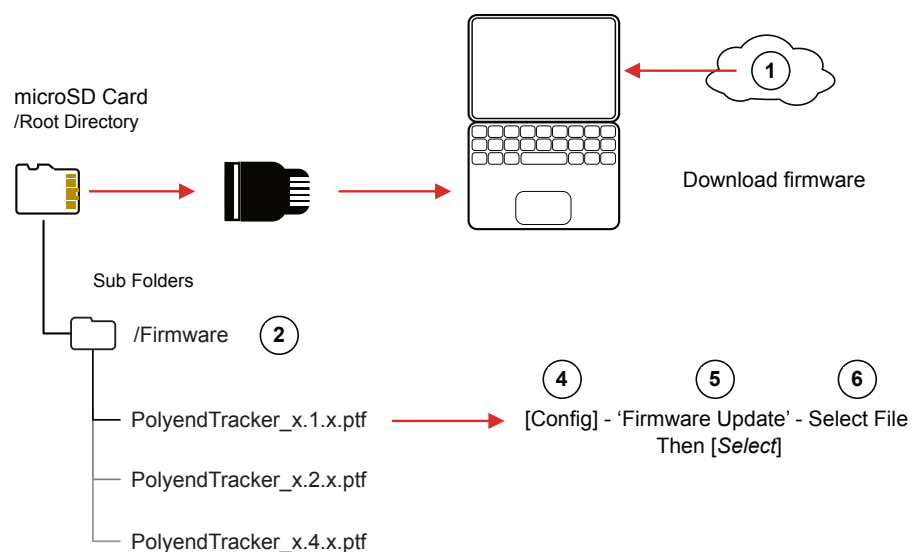 1
microSD Card
/Root Directory
Download firmware
Sub Folders
/Firmware 2
4 5 6
PolyendTracker_x.1.x.ptf [Config] - ‘Firmware Update’ - Select File
Then [Select]
PolyendTracker_x.2.x.ptf
PolyendTracker_x.4.x.ptf